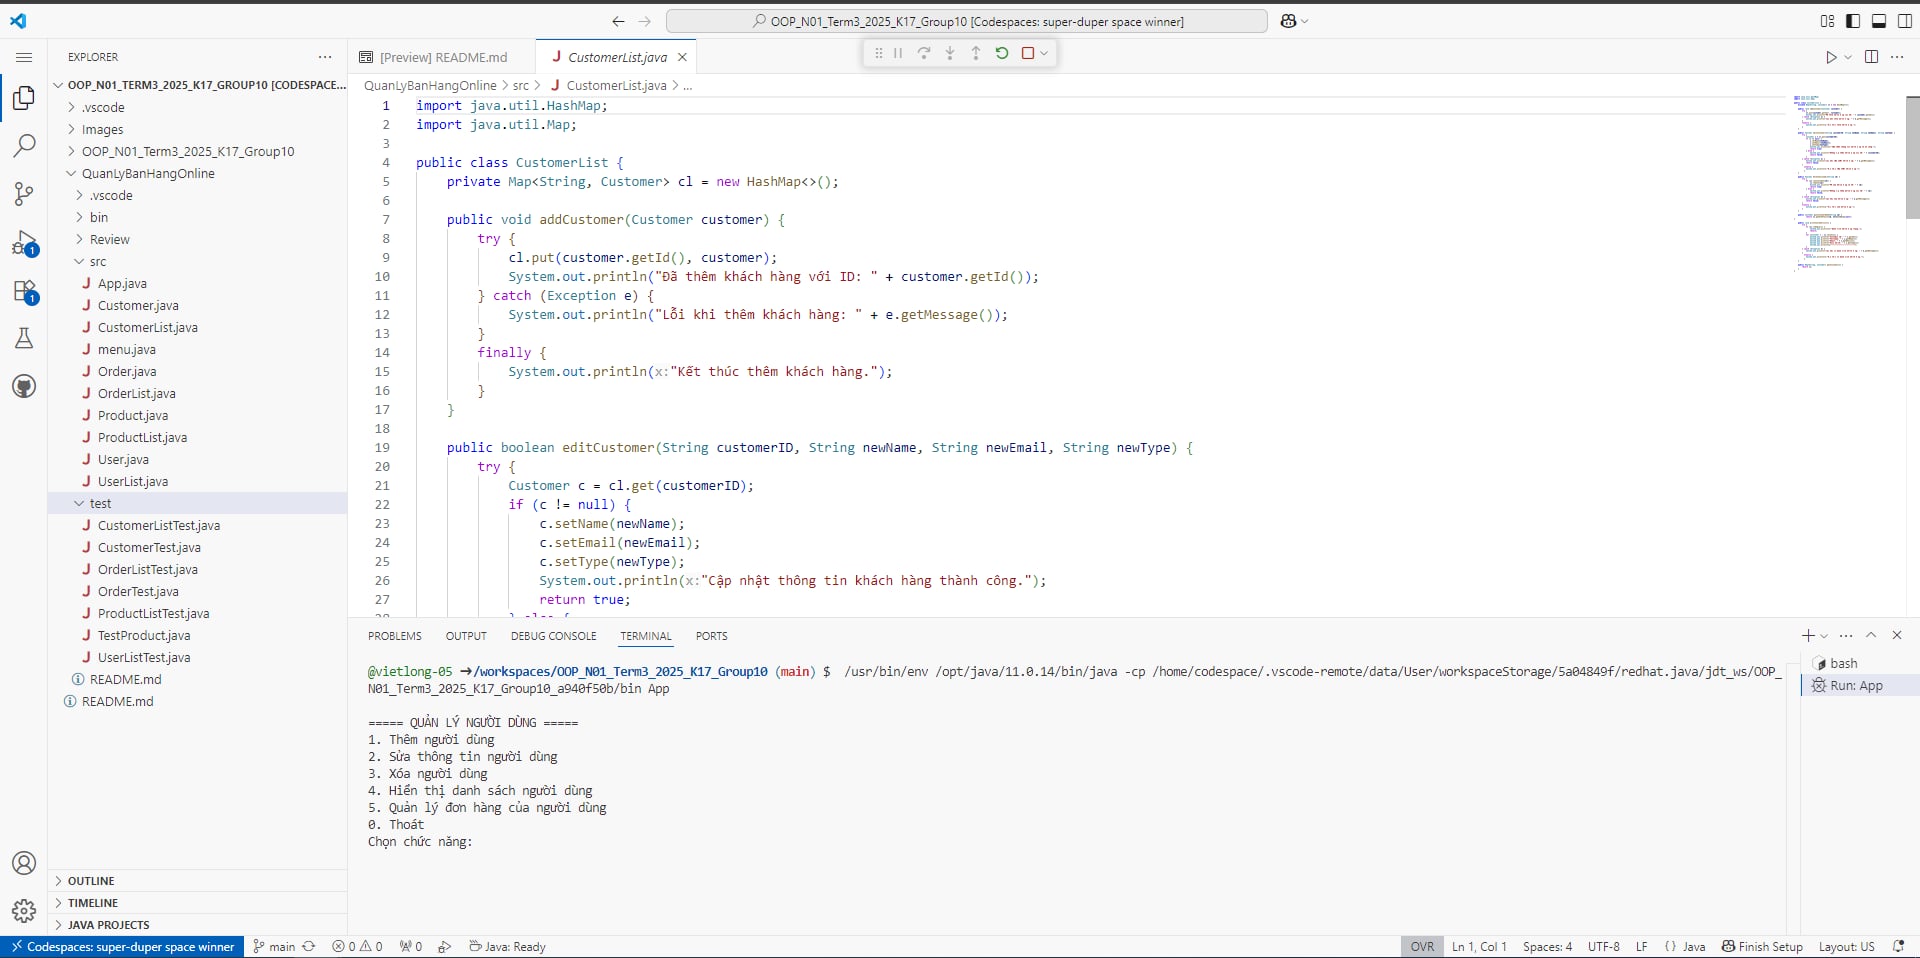 OOP_N01_Term3_2025_K17_Group10 [Codespaces: super-duper space winner]
EXPLORER
OOP_N01_TERM3_2025_K17_GROUP10 [CODESPACE...
.vscode
Images
OOP_N01_Term3_2025_K17_Group10
QuanLyBanHangOnline
.vscode
bin
Review
src
J App.java
J Customer.java
J CustomerList.java
J menu.java
J Order.java
J OrderList.java
J Product.java
J ProductList.java
J User.java
J UserList.java
test
J CustomerListTest.java
J CustomerTest.java
J OrderListTest.java
J OrderTest.java
J ProductListTest.java
J TestProduct.java
J UserListTest.java
README.md
README.md
OUTLINE
TIMELINE
JAVA PROJECTS
1
1
[Preview] README.md
J CustomerList.java
QuanLyBanHangOnline > src > J CustomerList.java > ...
1 import java.util.HashMap;
2 import java.util.Map;
3
4 public class CustomerList {
5 private Map<String, Customer> cl = new HashMap<>();
6
7 public void addCustomer(Customer customer) {
8 try {
9 cl.put(customer.getId(), customer);
10 System.out.println("Đã thêm khách hàng với ID: " + customer.getId());
11 } catch (Exception e) {
12 System.out.println("Lỗi khi thêm khách hàng: " + e.getMessage());
13 }
14 finally {
15 System.out.println(x:"Kết thúc thêm khách hàng.");
16 }
17 }
18
19 public boolean editCustomer(String customerID, String newName, String newEmail, String newType) {
20 try {
21 Customer c = cl.get(customerID);
22 if (c != null) {
23 c.setName(newName);
24 c.setEmail(newEmail);
25 c.setType(newType);
26 System.out.println(x:"Cập nhật thông tin khách hàng thành công.");
27 return true;
28 } else {
PROBLEMS OUTPUT DEBUG CONSOLE TERMINAL PORTS
@vietlong-05 ➜/workspaces/OOP_N01_Term3_2025_K17_Group10 (main) $ /usr/bin/env /opt/java/11.0.14/bin/java -cp /home/codespace/.vscode-remote/data/User/workspaceStorage/5a04849f/redhat.java/jdt_ws/OOP_
N01_Term3_2025_K17_Group10_a940f50b/bin App
===== QUẢN LÝ NGƯỜI DÙNG =====
1. Thêm người dùng
2. Sửa thông tin người dùng
3. Xóa người dùng
4. Hiển thị danh sách người dùng
5. Quản lý đơn hàng của người dùng
0. Thoát
Chọn chức năng:
bash
Run: App
Codespaces: super-duper space winner main 0 0 0 Java: Ready
OVR Ln 1, Col 1 Spaces: 4 UTF-8 LF {} Java Finish Setup Layout: US